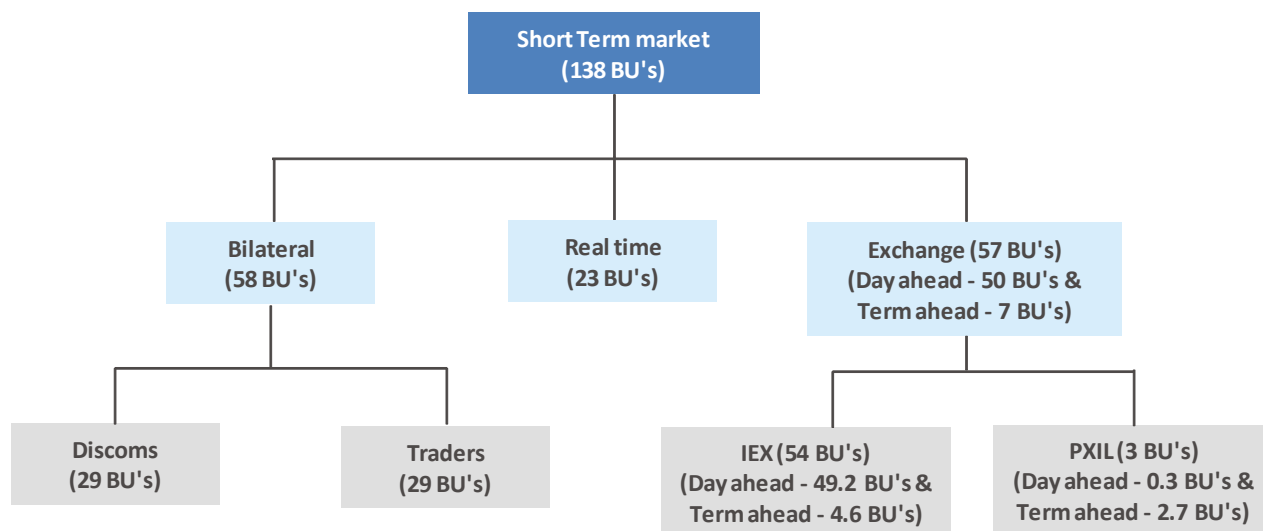 Short Term market
(138 BU's)
Bilateral
(58 BU's)
Real time
(23 BU's)
Exchange (57 BU's)
(Day ahead - 50 BU's &
Term ahead - 7 BU's)
Discoms
(29 BU's)
Traders
(29 BU's)
IEX (54 BU's)
(Day ahead - 49.2 BU's &
Term ahead - 4.6 BU's)
PXIL (3 BU's)
(Day ahead - 0.3 BU's &
Term ahead - 2.7 BU's)